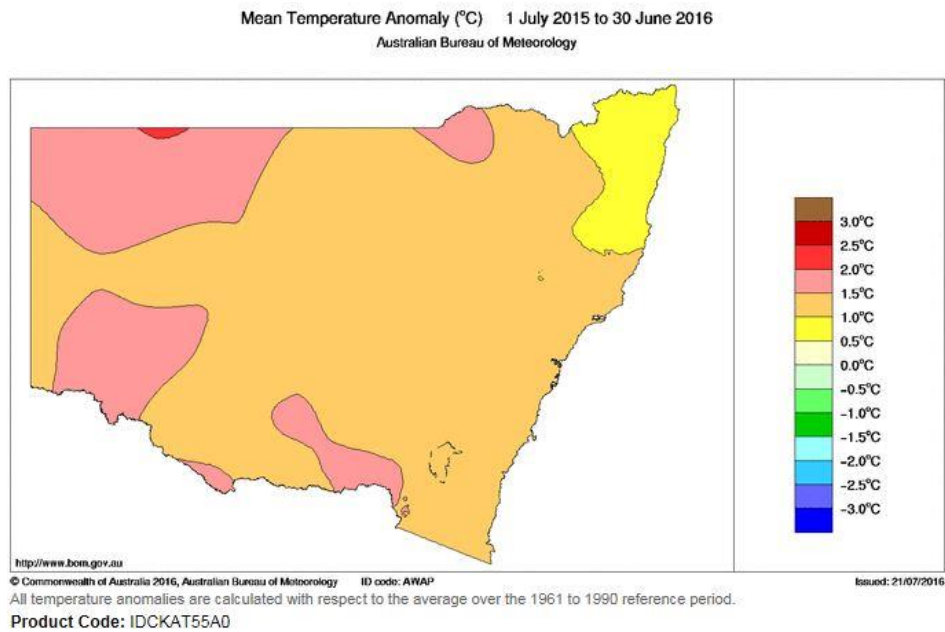 Mean Temperature Anomaly (°C) 1 July 2015 to 30 June 2016
Australian Bureau of Meteorology
3.0°C
2.5°C
2.0°C
1.5°C
1.0°C
0.5°C
0.0°C
-0.5°C
-1.0°C
-1.5°C
-2.0°C
-2.5°C
-3.0°C
http://www.bom.gov.au
© Commonwealth of Australia 2016, Australian Bureau of Meteorology ID code: AWAP Issued: 21/07/2016
All temperature anomalies are calculated with respect to the average over the 1961 to 1990 reference period.
Product Code: IDCKAT55A0